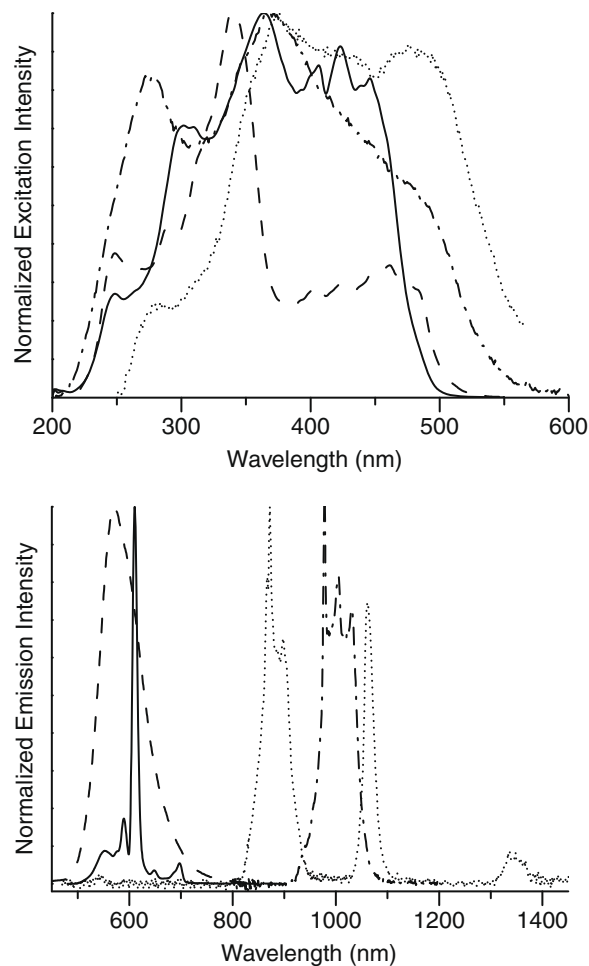 Normalized Excitation Intensity
200 300 400 500 600
Wavelength (nm)
Normalized Emission Intensity
600 800 1000 1200 1400
Wavelength (nm)